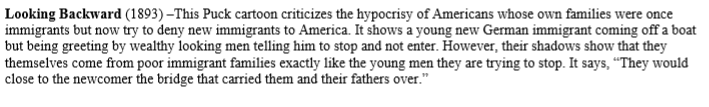 Looking Backward (1893) –This Puck cartoon criticizes the hypocrisy of Americans whose own families were once
immigrants but now try to deny new immigrants to America. It shows a young new German immigrant coming off a boat
but being greeting by wealthy looking men telling him to stop and not enter. However, their shadows show that they
themselves come from poor immigrant families exactly like the young men they are trying to stop. It says, “They would
close to the newcomer the bridge that carried them and their fathers over.”